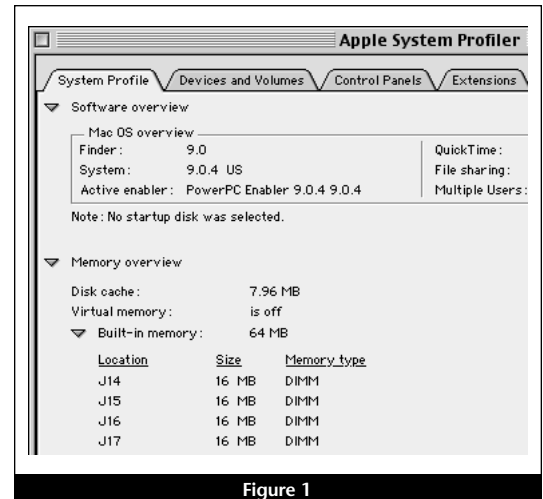 Apple System Profiler
System Profile Devices and Volumes Control Panels Extensions
Software overview
Mac OS overview
Finder: 9.0 QuickTime:
System: 9.0.4 US File sharing:
Active enabler: PowerPC Enabler 9.0.4 9.0.4 Multiple Users:
Note: No startup disk was selected.
Memory overview
Disk cache: 7.96 MB
Virtual memory: is off
Built-in memory: 64 MB
Location Size Memory type
J14 16 MB DIMM
J15 16 MB DIMM
J16 16 MB DIMM
J17 16 MB DIMM
Figure 1